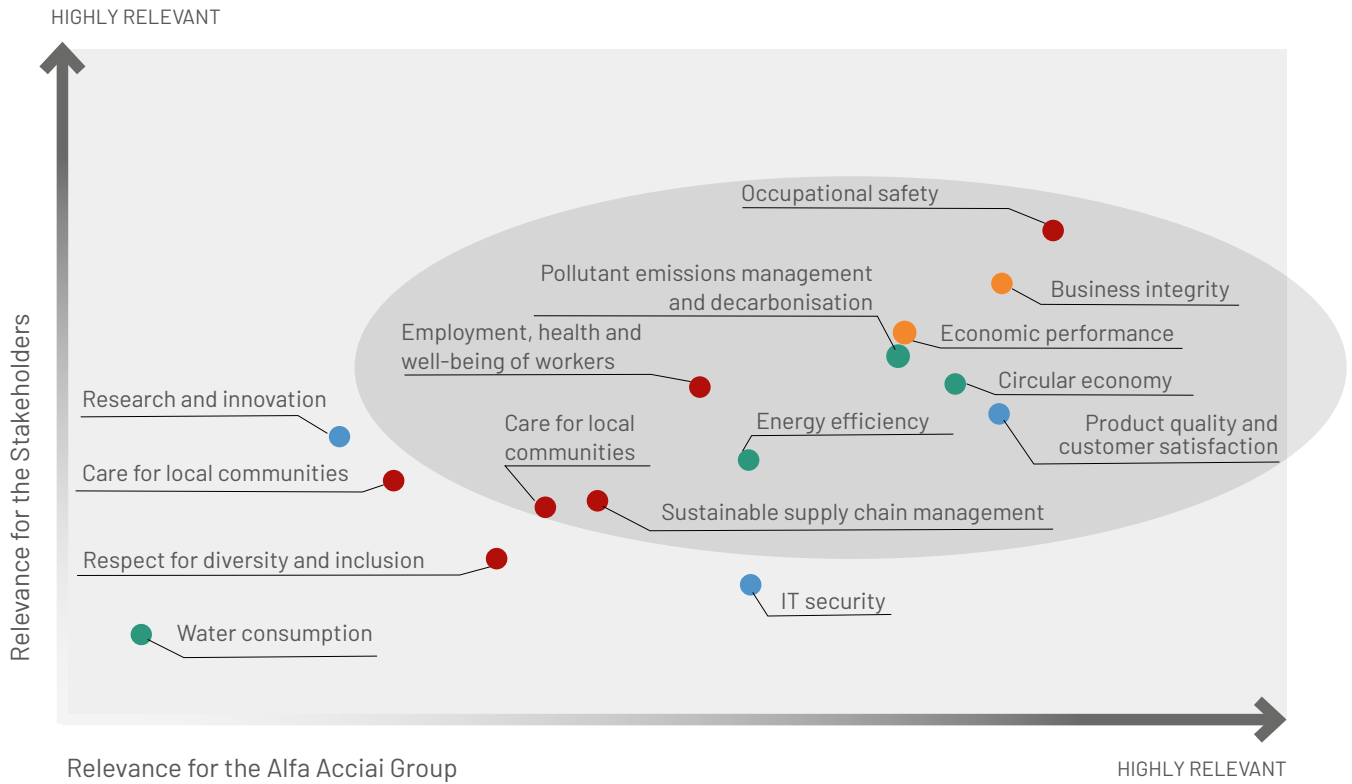 HIGHLY RELEVANT
Occupational safety
Pollutant emissions management
and decarbonisation
Business integrity
Employment, health and
well-being of workers
Economic performance
Circular economy
Research and innovation
Care for local
communities
Energy efficiency
Product quality and
customer satisfaction
Care for local communities
Sustainable supply chain management
Respect for diversity and inclusion
IT security
Water consumption
Relevance for the Stakeholders
Relevance for the Alfa Acciai Group
HIGHLY RELEVANT